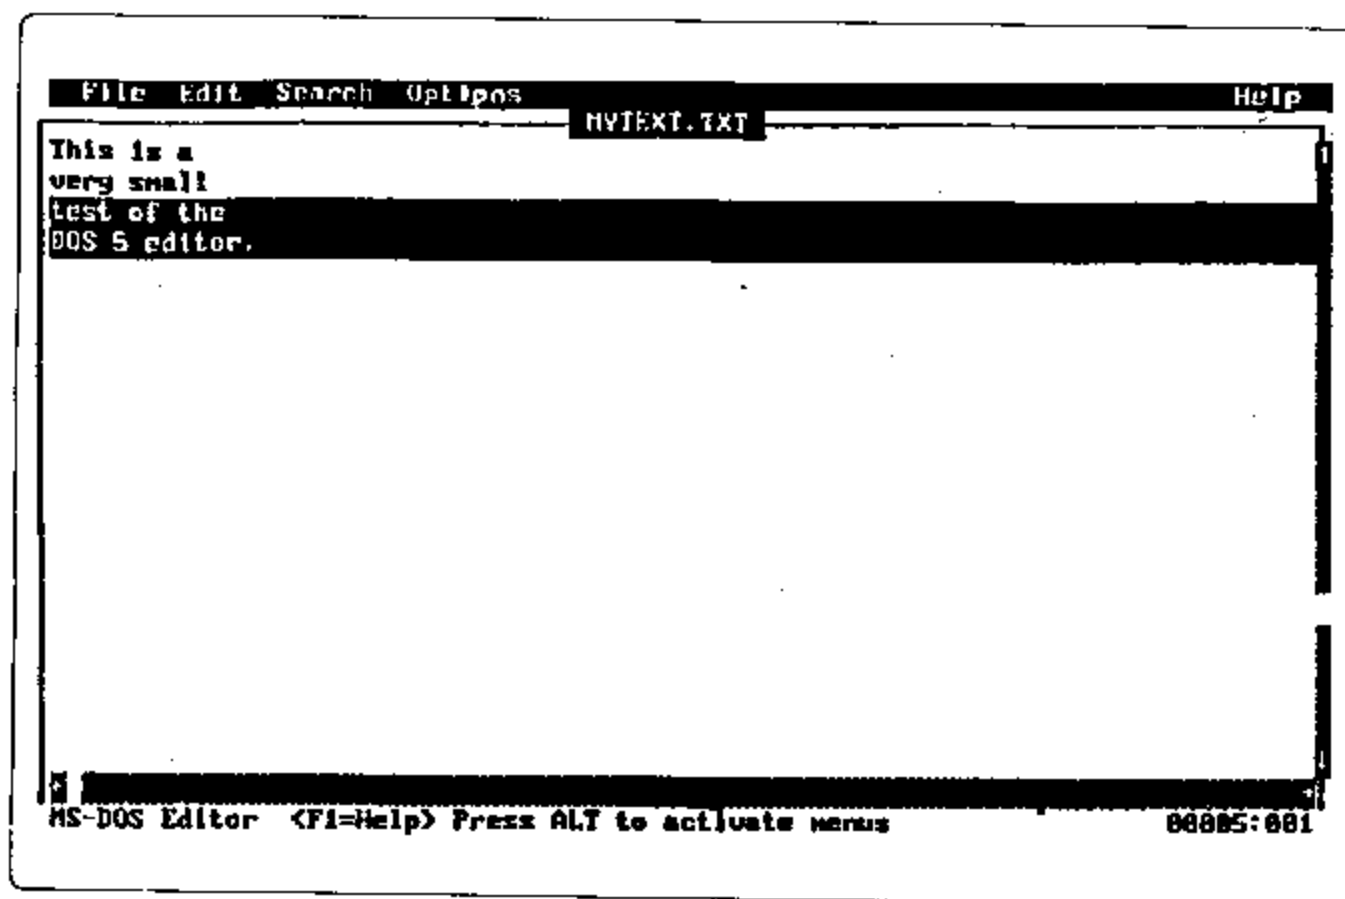 File Edit Search Options Help
MYTEXT.TXT
This is a
very small
test of the
DOS 5 editor.
MS-DOS Editor <F1=Help> Press ALT to activate menus 00005:001